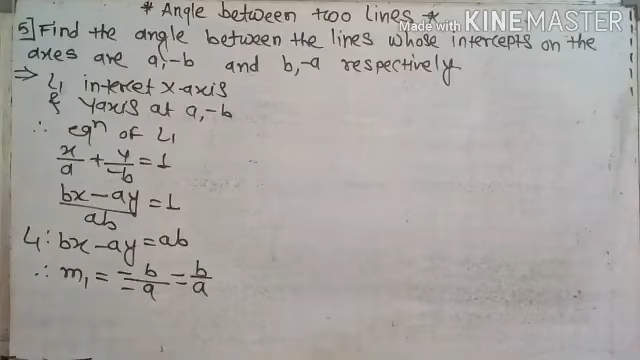 * Angle between two Lines *
Made with KINEMASTER
5] Find the angle between the lines whose intercepts on the
axes are a, -b and b, -a respectively.
⇒ L₁ intercet x-axis
& Yaxis at a, -b
∴ eqⁿ of L₁
x/a + y/-b = 1
bx - ay/ab = 1
L₁: bx - ay = ab
∴ m₁ = -b/-a = b/a